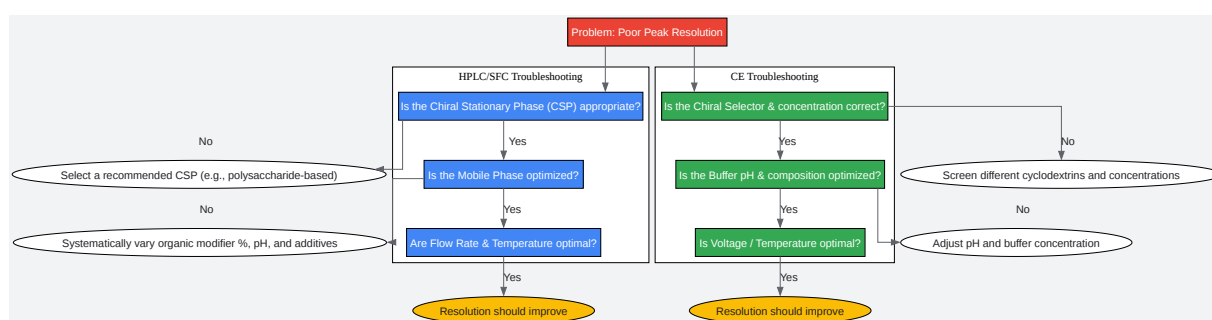 Problem: Poor Peak Resolution
HPLC/SFC Troubleshooting
CE Troubleshooting
Is the Chiral Stationary Phase (CSP) appropriate?
Is the Chiral Selector & concentration correct?
No
Yes
Yes
No
Select a recommended CSP (e.g., polysaccharide-based)
Is the Mobile Phase optimized?
Is the Buffer pH & composition optimized?
Screen different cyclodextrins and concentrations
No
Yes
Yes
No
Systematically vary organic modifier %, pH, and additives
Are Flow Rate & Temperature optimal?
Is Voltage / Temperature optimal?
Adjust pH and buffer concentration
Yes
Yes
Resolution should improve
Resolution should improve